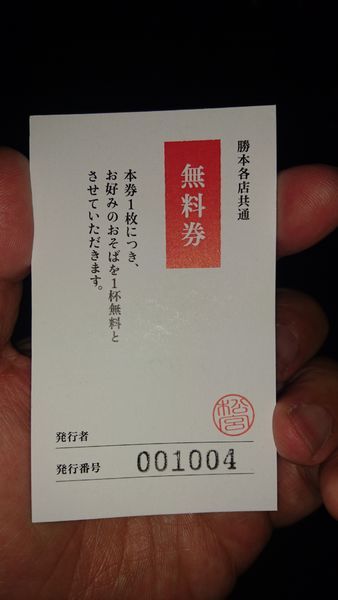 勝本各店共通
無料券
本券1枚につき、
お好みのおそばを1杯無料と
させていただきます。
発行者
松宮
発行番号 001004